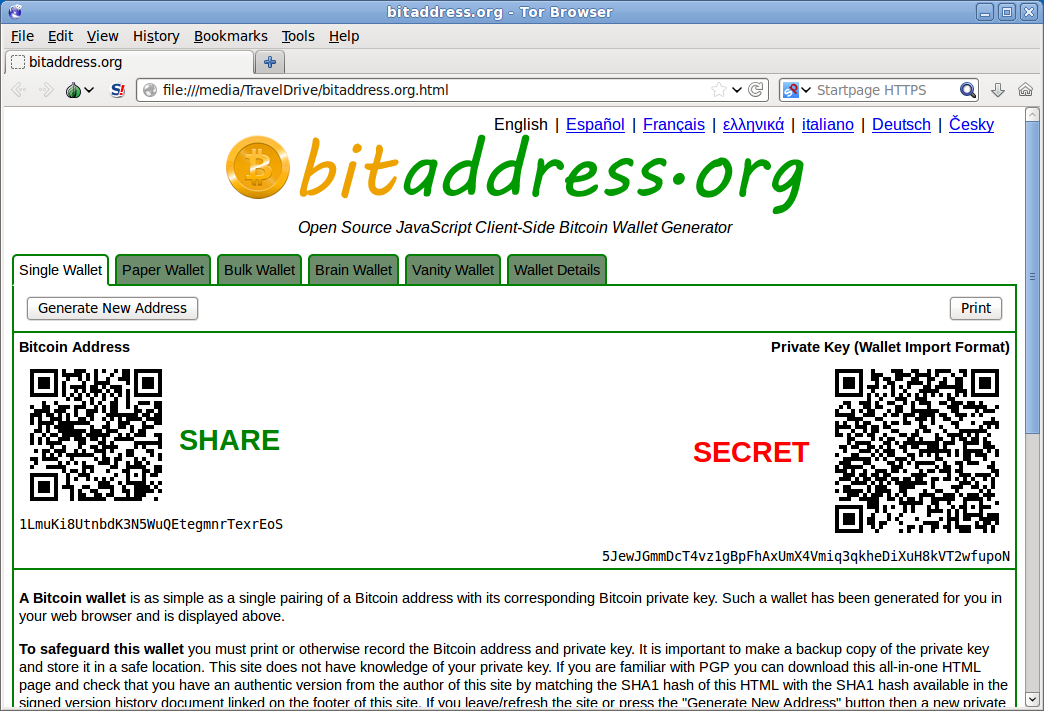 bitaddress.org - Tor Browser
File Edit View History Bookmarks Tools Help
bitaddress.org
file:///media/TravelDrive/bitaddress.org.html Startpage HTTPS
English | Español | Français | ελληνικά | italiano | Deutsch | Česky
bitaddress.org
Open Source JavaScript Client-Side Bitcoin Wallet Generator
Single Wallet Paper Wallet Bulk Wallet Brain Wallet Vanity Wallet Wallet Details
Generate New Address Print
Bitcoin Address Private Key (Wallet Import Format)
SHARE
SECRET
1LmuKi8UtnbdK3N5WuQEtegmnrTexrEoS
5JewJGmmDcT4vz1gBpFhAxUmX4Vmiq3qkheDiXuH8kVT2wfupoN
A Bitcoin wallet is as simple as a single pairing of a Bitcoin address with its corresponding Bitcoin private key. Such a wallet has been generated for you in
your web browser and is displayed above.
To safeguard this wallet you must print or otherwise record the Bitcoin address and private key. It is important to make a backup copy of the private key
and store it in a safe location. This site does not have knowledge of your private key. If you are familiar with PGP you can download this all-in-one HTML
page and check that you have an authentic version from the author of this site by matching the SHA1 hash of this HTML with the SHA1 hash available in the
signed version history document linked on the footer of this site. If you leave/refresh the site or press the "Generate New Address" button then a new private